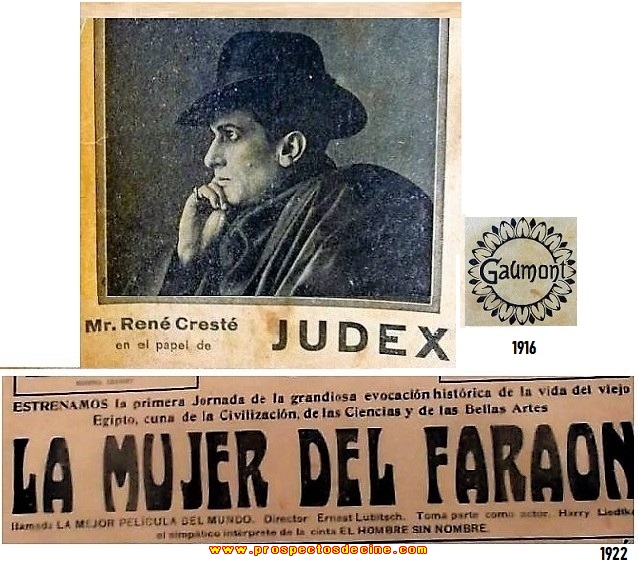 Mr. René Cresté
en el papel de
JUDEX
Gaumont
1916
ESTRENAMOS la primera Jornada de la grandiosa evocación histórica de la vida del viejo
Egipto, cuna de la Civilización, de las Ciencias y de las Bellas Artes
LA MUJER DEL FARAON
llamada LA MEJOR PELÍCULA DEL MUNDO. Director Ernest Lubitsch. Toma parte como actor, Harry Liedtke
el simpático intérprete de la cinta EL HOMBRE SIN NOMBRE.
www.prospectosdecine.com
1922